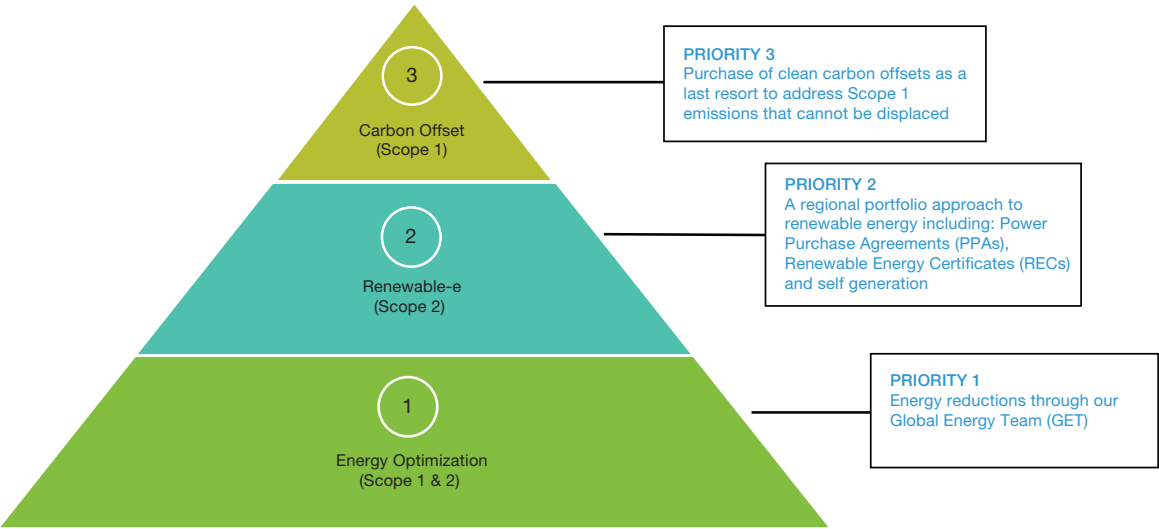 3
Carbon Offset
(Scope 1)
PRIORITY 3
Purchase of clean carbon offsets as a
last resort to address Scope 1
emissions that cannot be displaced
2
Renewable-e
(Scope 2)
PRIORITY 2
A regional portfolio approach to
renewable energy including: Power
Purchase Agreements (PPAs),
Renewable Energy Certificates (RECs)
and self generation
1
Energy Optimization
(Scope 1 & 2)
PRIORITY 1
Energy reductions through our
Global Energy Team (GET)